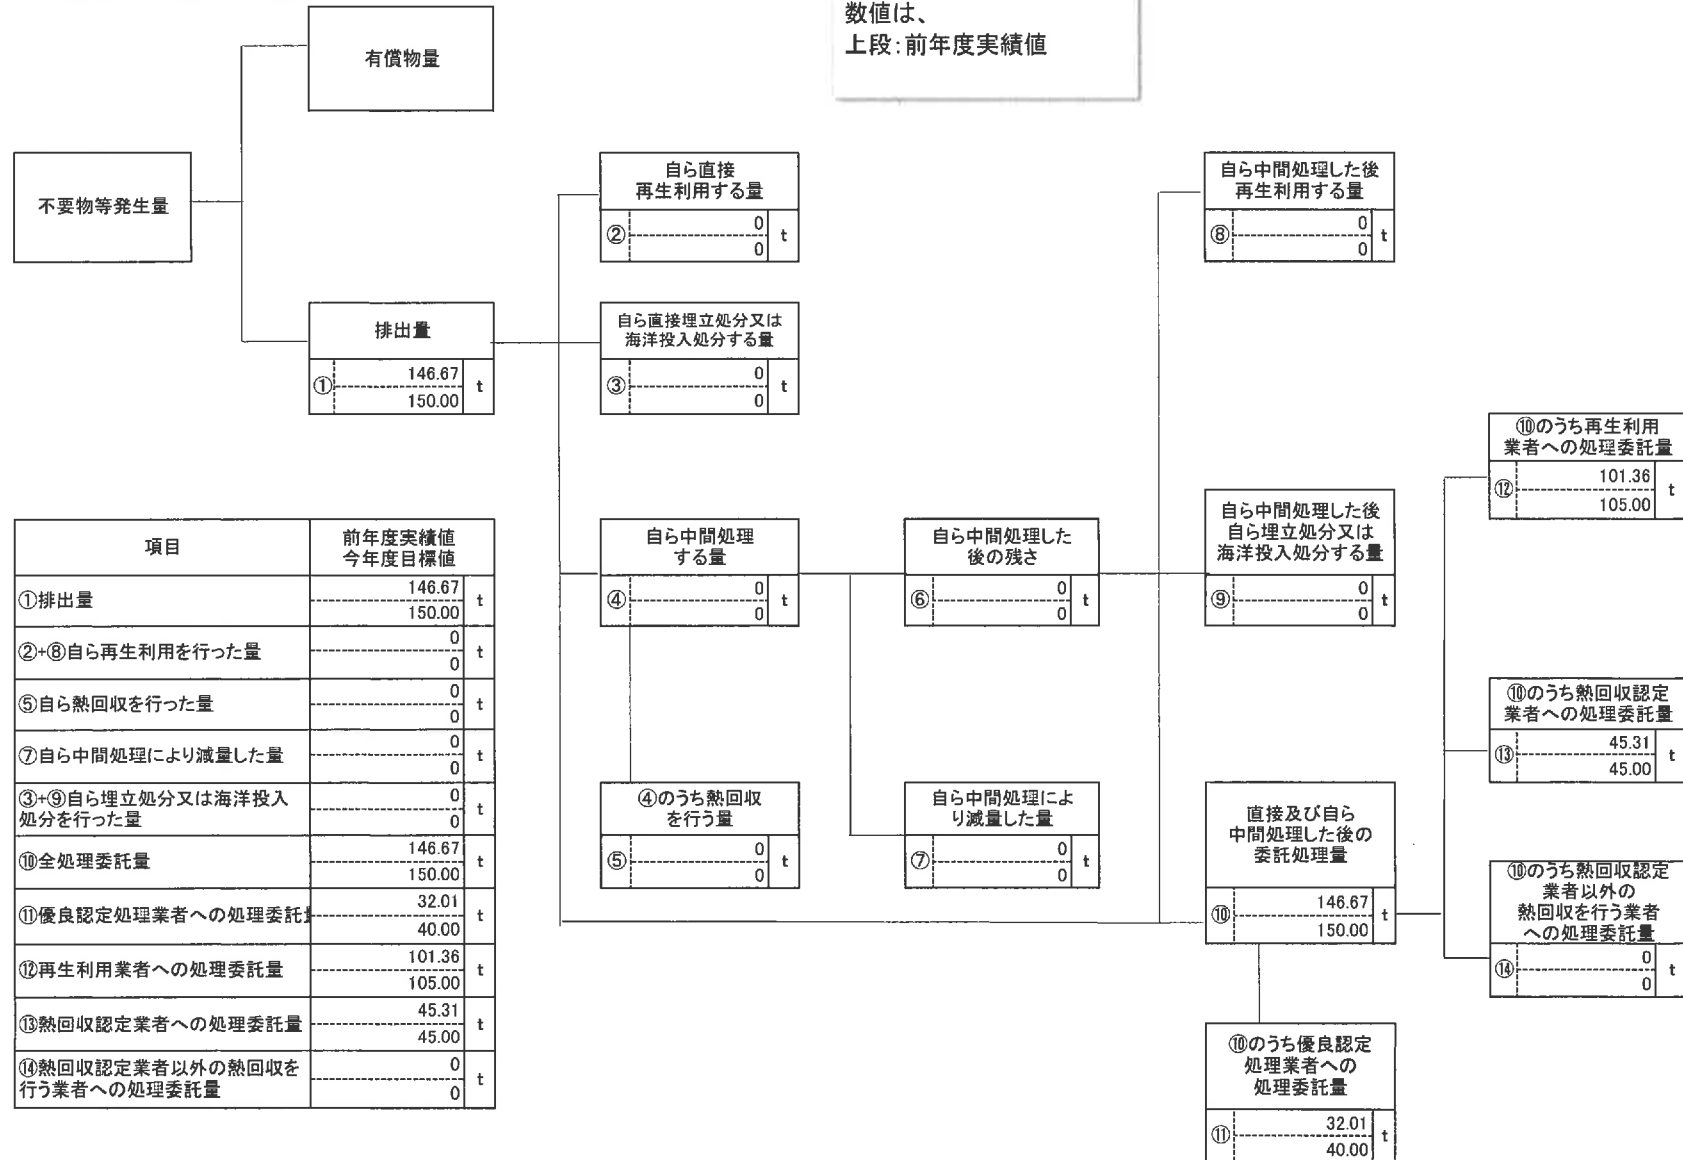 数値は、
上段：前年度実績値
有償物量
不要物等発生量
排出量
① 146.67 t
150.00
自ら直接
再生利用する量
② 0 t
0
自ら直接埋立処分又は
海洋投入処分する量
③ 0 t
0
自ら中間処理した後
再生利用する量
⑧ 0 t
0
自ら中間処理
する量
④ 0 t
0
自ら中間処理した
後の残さ
⑥ 0 t
0
自ら中間処理した後
自ら埋立処分又は
海洋投入処分する量
⑨ 0 t
0
④のうち熱回収
を行う量
⑤ 0 t
0
自ら中間処理によ
り減量した量
⑦ 0 t
0
直接及び自ら
中間処理した後の
委託処理量
⑩ 146.67 t
150.00
⑩のうち優良認定
処理業者への
処理委託量
⑪ 32.01 t
40.00
⑩のうち再生利用
業者への処理委託量
⑫ 101.36 t
105.00
⑩のうち熱回収認定
業者への処理委託量
⑬ 45.31 t
45.00
⑩のうち熱回収認定
業者以外の
熱回収を行う業者
への処理委託量
⑭ 0 t
0
項目 前年度実績値
今年度目標値
①排出量 146.67 t
150.00
②+⑧自ら再生利用を行った量 0 t
0
⑤自ら熱回収を行った量 0 t
0
⑦自ら中間処理により減量した量 0 t
0
③+⑨自ら埋立処分又は海洋投入
処分を行った量 0 t
0
⑩全処理委託量 146.67 t
150.00
⑪優良認定処理業者への処理委託 32.01 t
40.00
⑫再生利用業者への処理委託量 101.36 t
105.00
⑬熱回収認定業者への処理委託量 45.31 t
45.00
⑭熱回収認定業者以外の熱回収を
行う業者への処理委託量 0 t
0